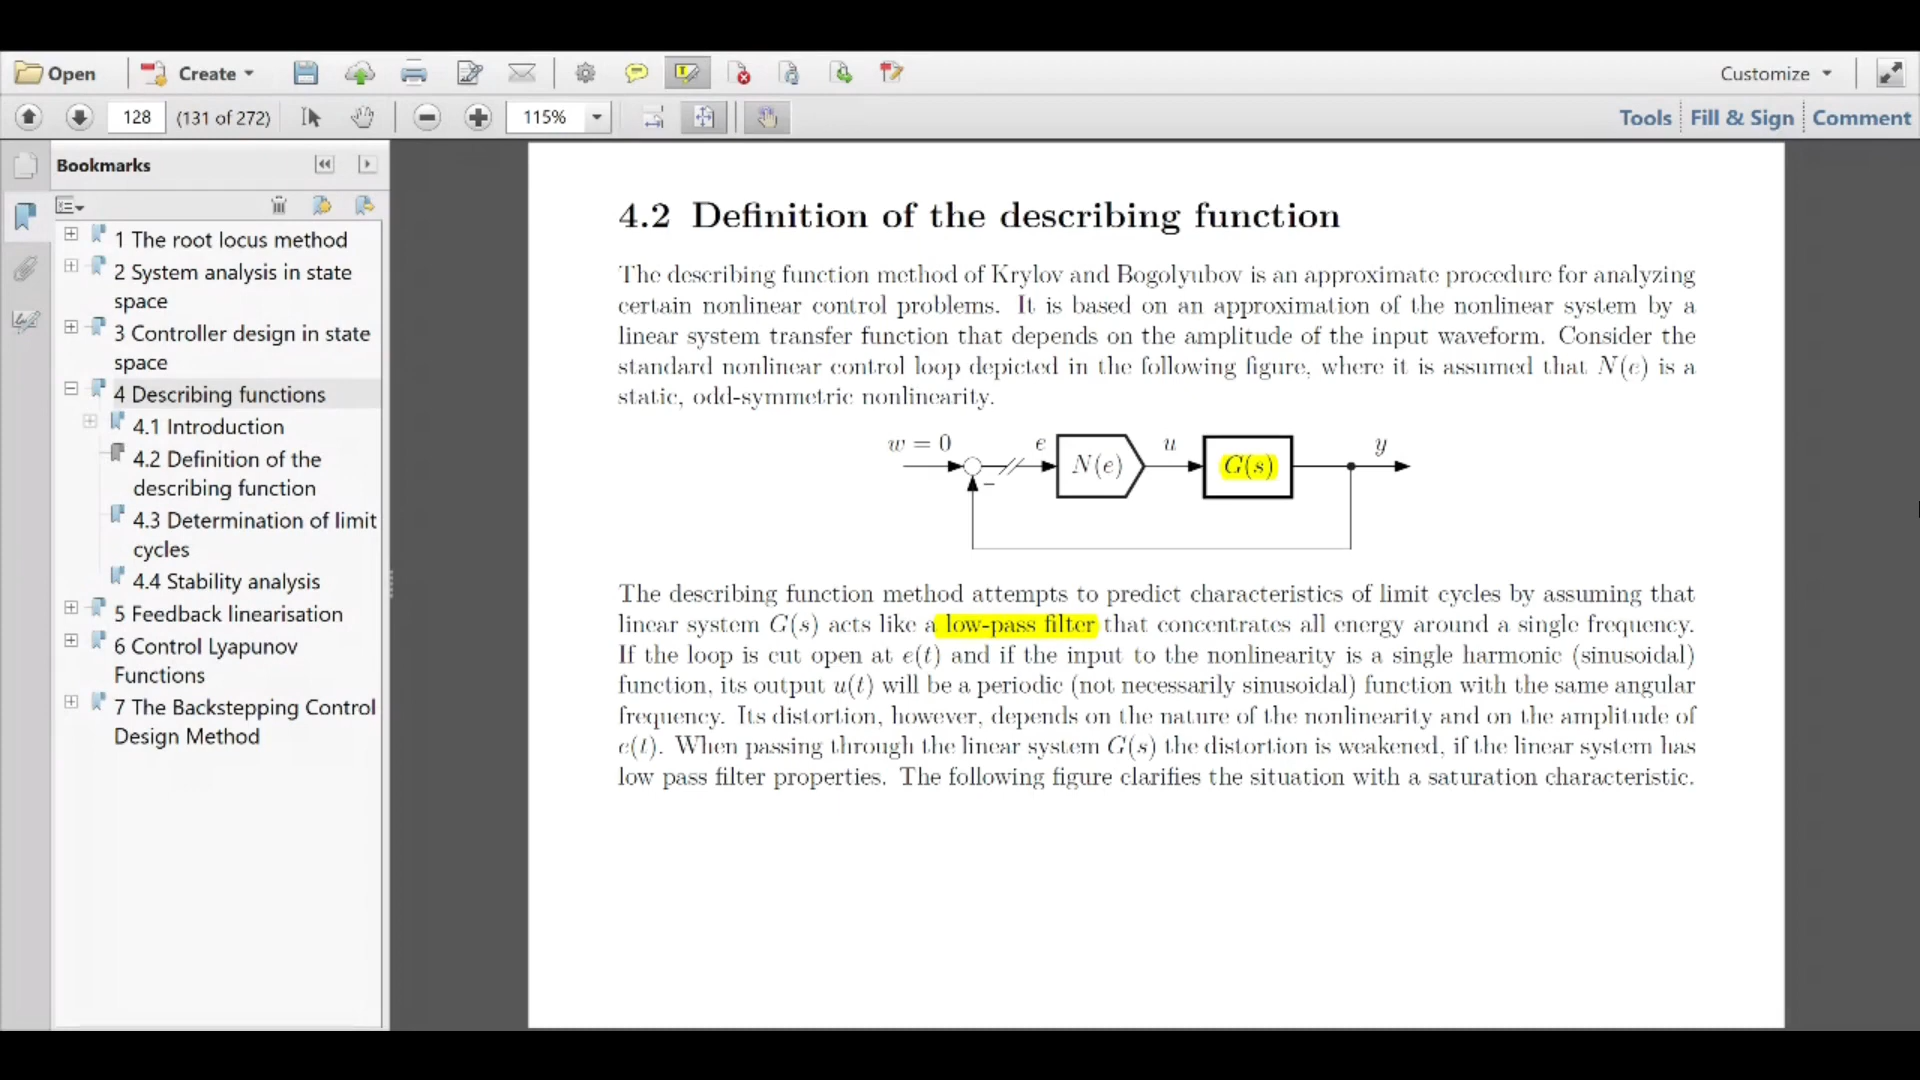 Open
Create
Customize
128
(131 of 272)
115%
Tools
Fill & Sign
Comment
Bookmarks
1 The root locus method
2 System analysis in state
space
3 Controller design in state
space
4 Describing functions
4.1 Introduction
4.2 Definition of the
describing function
4.3 Determination of limit
cycles
4.4 Stability analysis
5 Feedback linearisation
6 Control Lyapunov
Functions
7 The Backstepping Control
Design Method
4.2 Definition of the describing function
The describing function method of Krylov and Bogolyubov is an approximate procedure for analyzing
certain nonlinear control problems. It is based on an approximation of the nonlinear system by a
linear system transfer function that depends on the amplitude of the input waveform. Consider the
standard nonlinear control loop depicted in the following figure, where it is assumed that N(e) is a
static, odd-symmetric nonlinearity.
w = 0
e
N(e)
u
G(s)
y
−
The describing function method attempts to predict characteristics of limit cycles by assuming that
linear system G(s) acts like a low-pass filter that concentrates all energy around a single frequency.
If the loop is cut open at e(t) and if the input to the nonlinearity is a single harmonic (sinusoidal)
function, its output u(t) will be a periodic (not necessarily sinusoidal) function with the same angular
frequency. Its distortion, however, depends on the nature of the nonlinearity and on the amplitude of
e(t). When passing through the linear system G(s) the distortion is weakened, if the linear system has
low pass filter properties. The following figure clarifies the situation with a saturation characteristic.